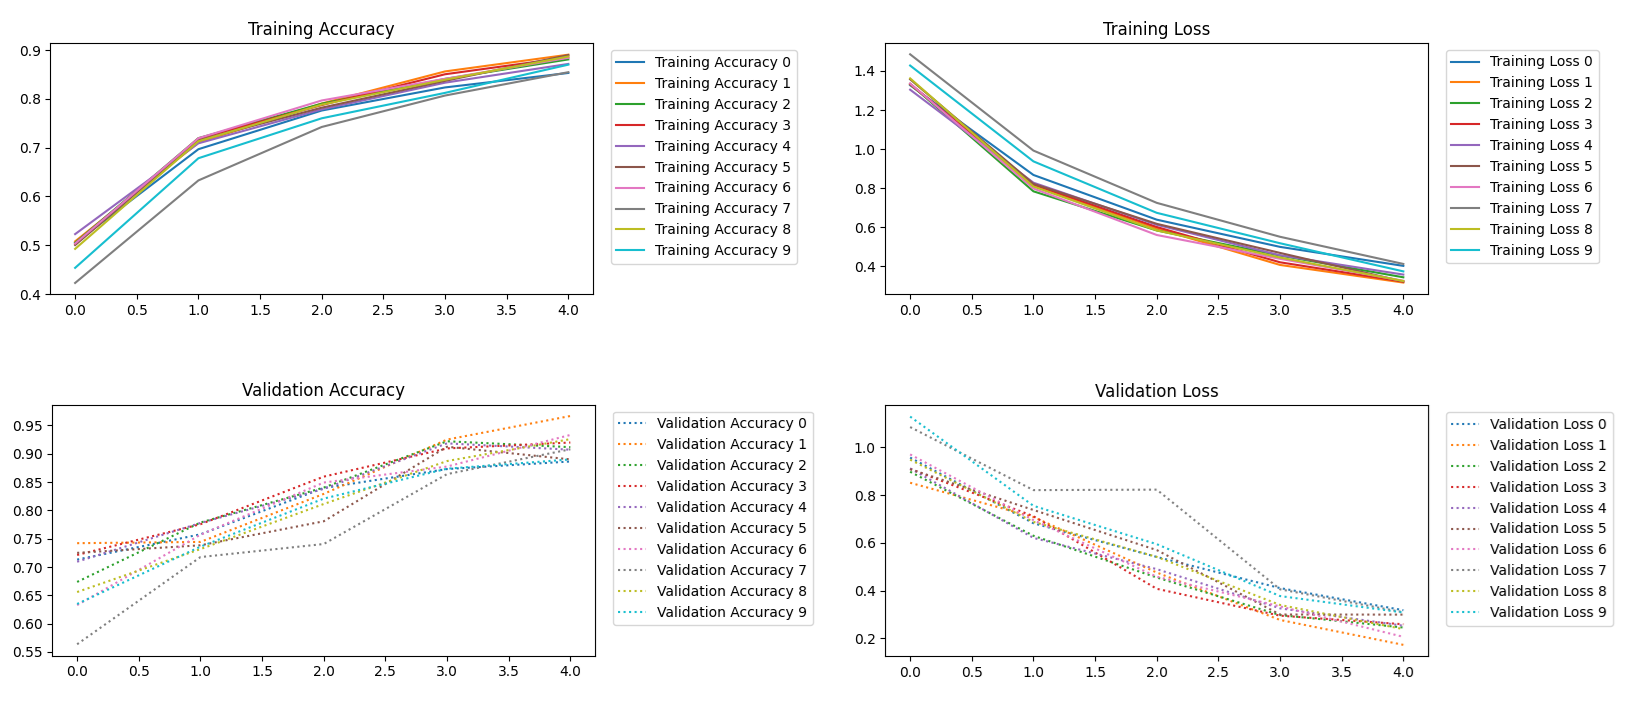 Training Accuracy
0.9
0.8
0.7
0.6
0.5
0.4
0.0 0.5 1.0 1.5 2.0 2.5 3.0 3.5 4.0
Training Accuracy 0
Training Accuracy 1
Training Accuracy 2
Training Accuracy 3
Training Accuracy 4
Training Accuracy 5
Training Accuracy 6
Training Accuracy 7
Training Accuracy 8
Training Accuracy 9
Training Loss
1.4
1.2
1.0
0.8
0.6
0.4
0.0 0.5 1.0 1.5 2.0 2.5 3.0 3.5 4.0
Training Loss 0
Training Loss 1
Training Loss 2
Training Loss 3
Training Loss 4
Training Loss 5
Training Loss 6
Training Loss 7
Training Loss 8
Training Loss 9
Validation Accuracy
0.95
0.90
0.85
0.80
0.75
0.70
0.65
0.60
0.55
0.0 0.5 1.0 1.5 2.0 2.5 3.0 3.5 4.0
Validation Accuracy 0
Validation Accuracy 1
Validation Accuracy 2
Validation Accuracy 3
Validation Accuracy 4
Validation Accuracy 5
Validation Accuracy 6
Validation Accuracy 7
Validation Accuracy 8
Validation Accuracy 9
Validation Loss
1.0
0.8
0.6
0.4
0.2
0.0 0.5 1.0 1.5 2.0 2.5 3.0 3.5 4.0
Validation Loss 0
Validation Loss 1
Validation Loss 2
Validation Loss 3
Validation Loss 4
Validation Loss 5
Validation Loss 6
Validation Loss 7
Validation Loss 8
Validation Loss 9